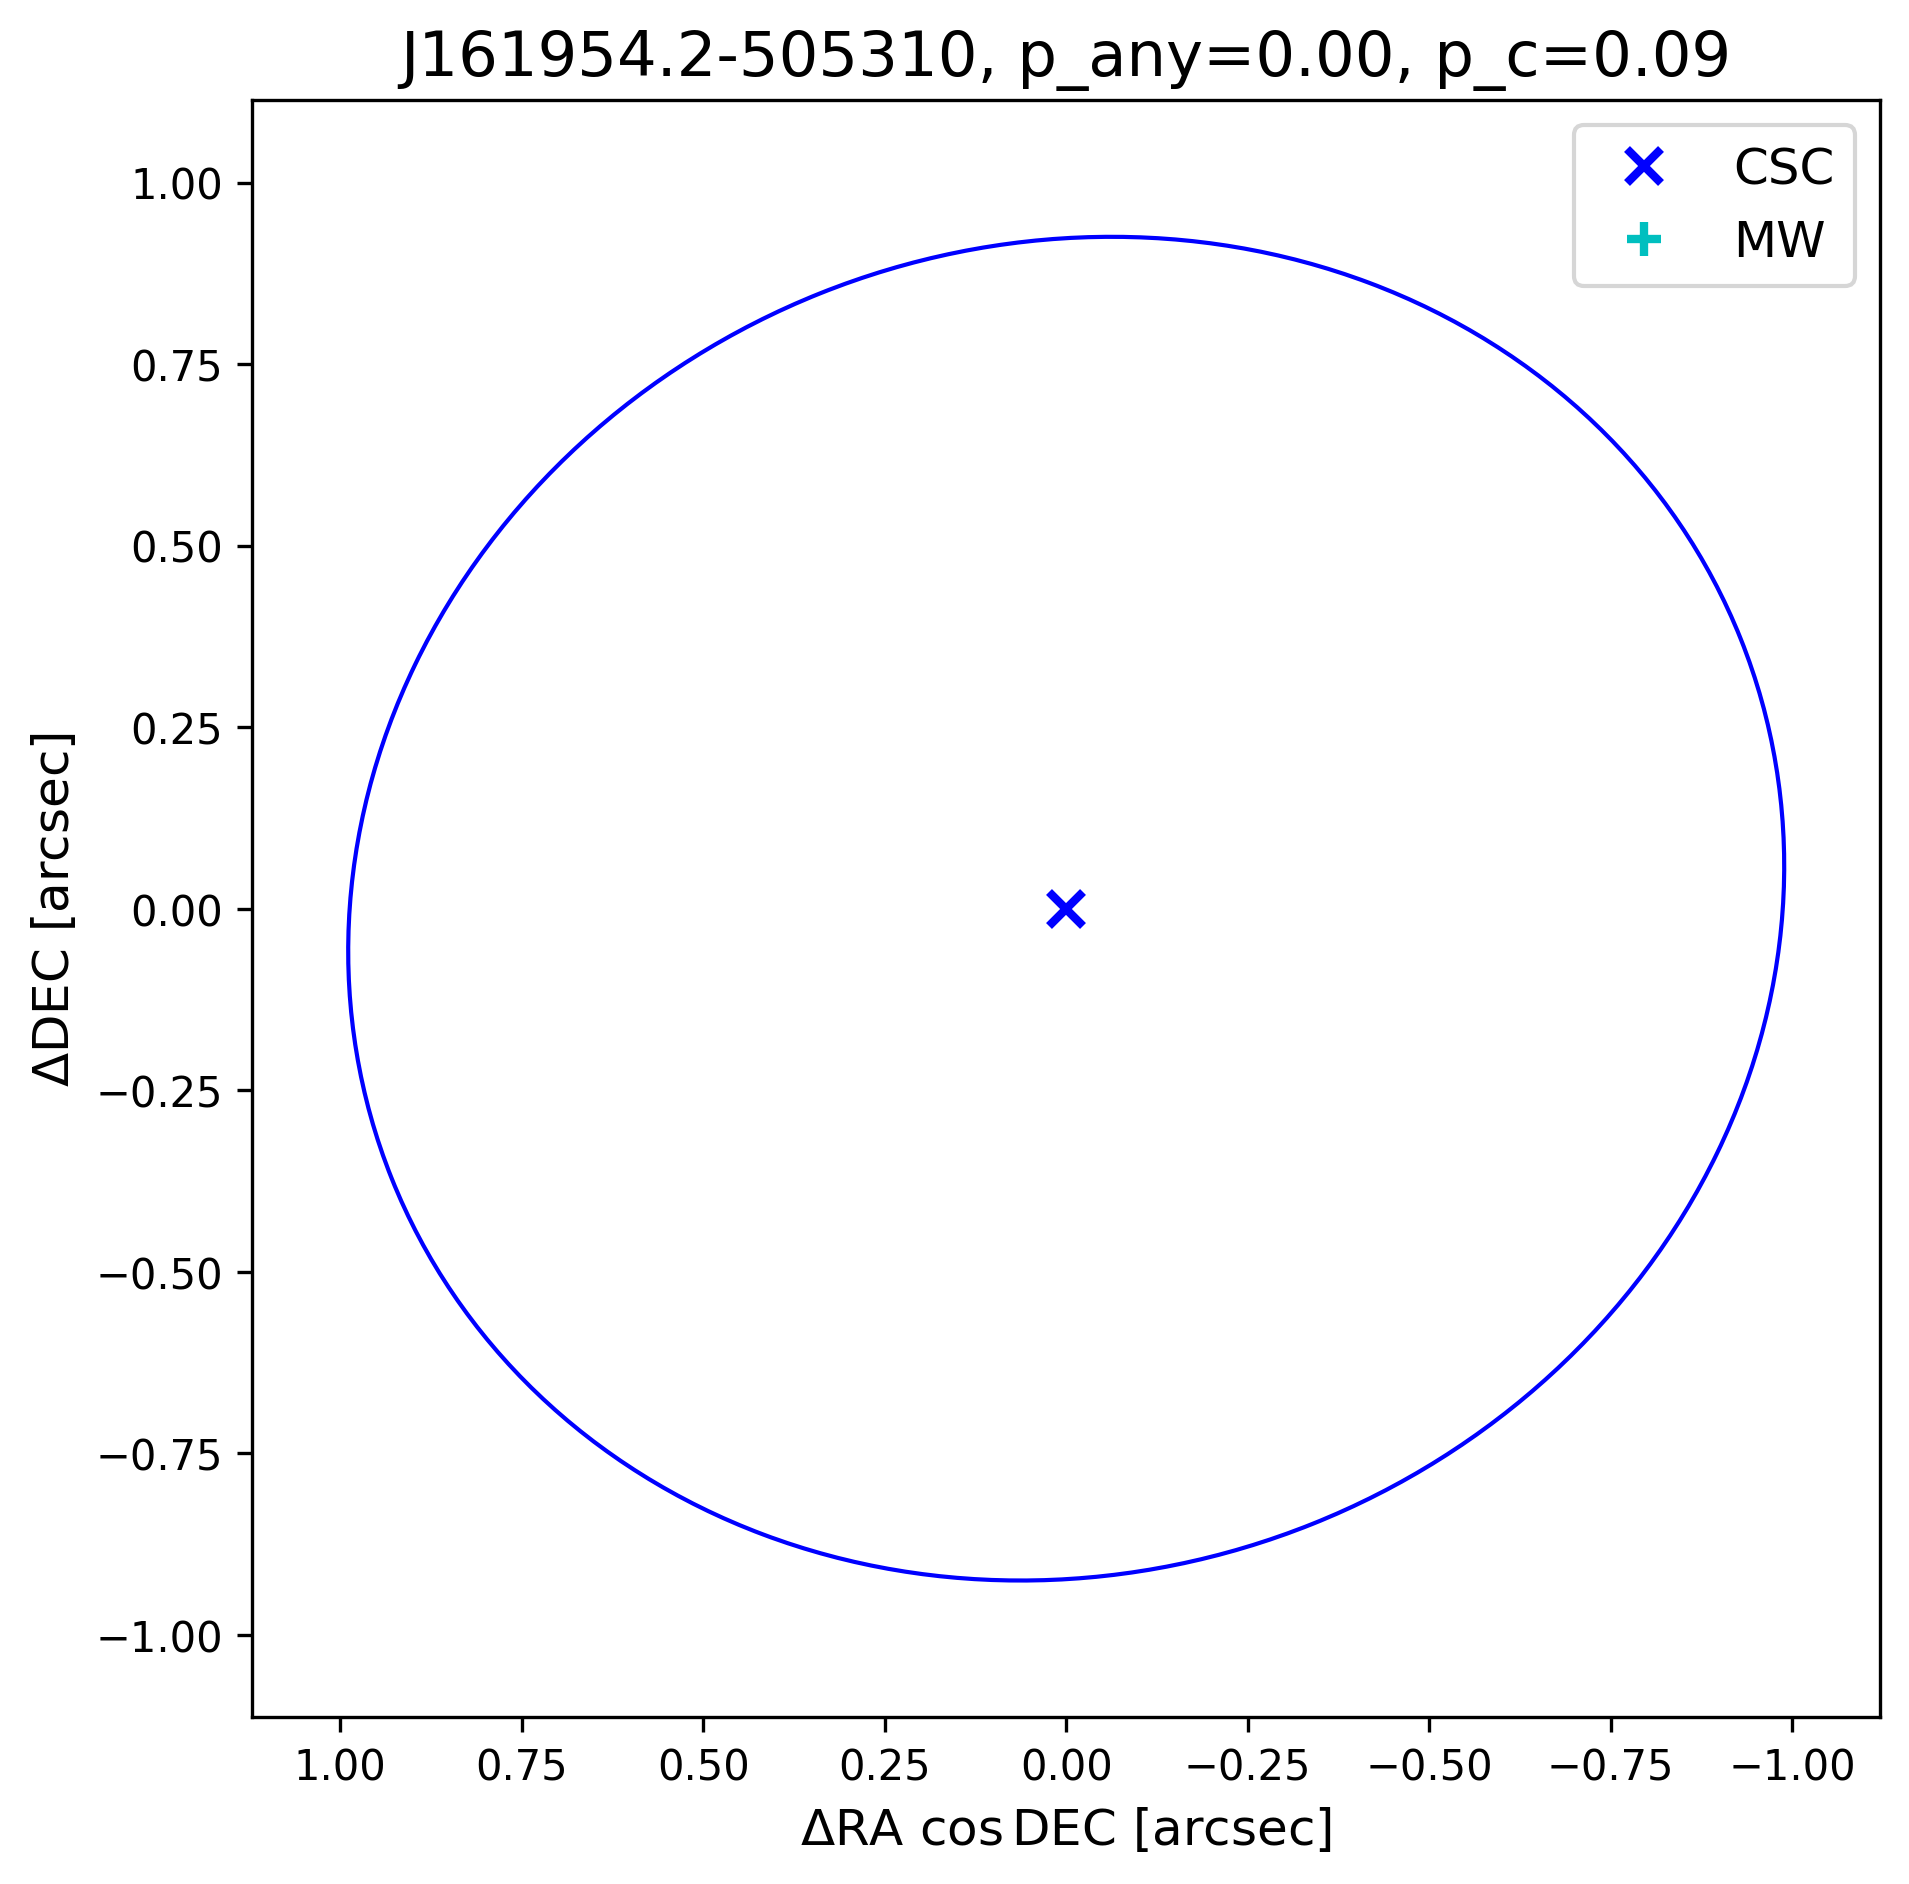 J161954.2-505310, p_any=0.00, p_c=0.09
CSC
MW
1.00
0.75
0.50
0.25
0.00
−0.25
−0.50
−0.75
−1.00
ΔDEC [arcsec]
1.00 0.75 0.50 0.25 0.00 −0.25 −0.50 −0.75 −1.00
ΔRA cos DEC [arcsec]